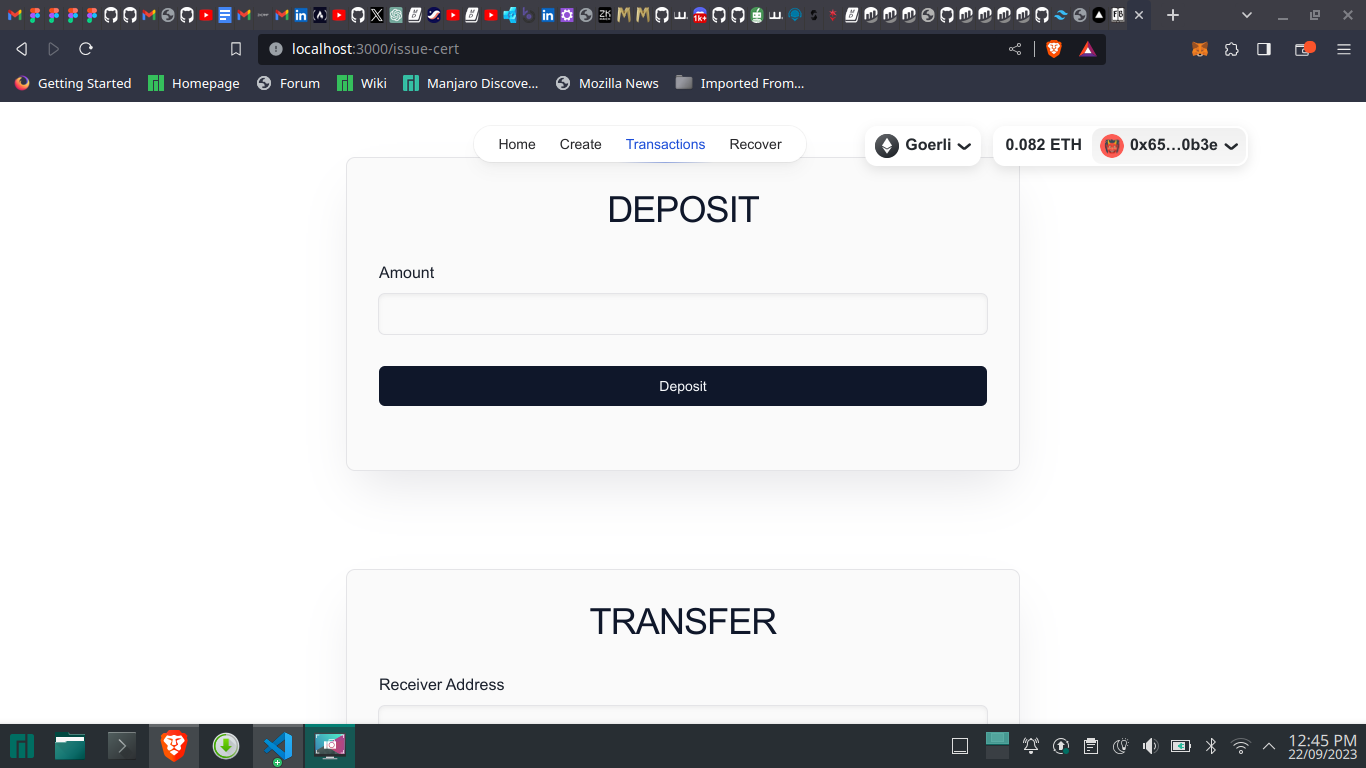 localhost:3000/issue-cert
Getting Started Homepage Forum Wiki Manjaro Discove... Mozilla News Imported From...
Home Create Transactions Recover Goerli 0.082 ETH 0x65...0b3e
DEPOSIT
Amount
Deposit
TRANSFER
Receiver Address
12:45 PM
22/09/2023